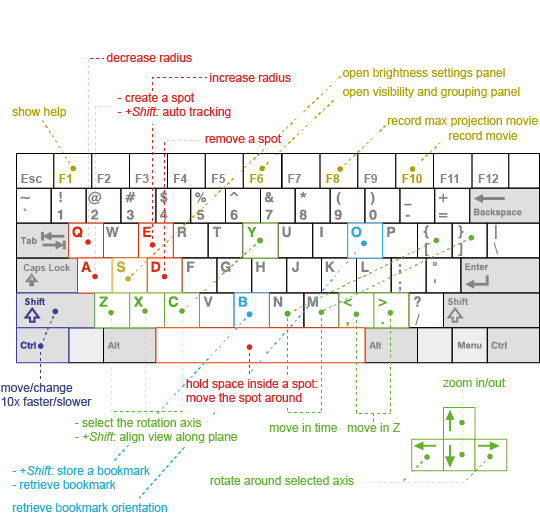 decrease radius
increase radius
open brightness settings panel
- create a spot
open visibility and grouping panel
show help
- +Shift: auto tracking
record max projection movie
remove a spot
record movie
Esc F1 F2 F3 F4 F5 F6 F7 F8 F9 F10 F11 F12
~ ! @ # $ % ^ & * ( ) _ +
` 1 2 3 4 5 6 7 8 9 0 - = Backspace
Tab Q W E R T Y U I O P { } |
[ ] \
Caps Lock A S D F G H J K L : " Enter
; '
Shift Z X C V B N M < > ? Shift
, . /
Ctrl Alt Alt Menu Ctrl
move/change
10x faster/slower
hold space inside a spot:
move the spot around
zoom in/out
- select the rotation axis
- +Shift: align view along plane
move in time
move in Z
- +Shift: store a bookmark
- retrieve bookmark
rotate around selected axis
retrieve bookmark orientation